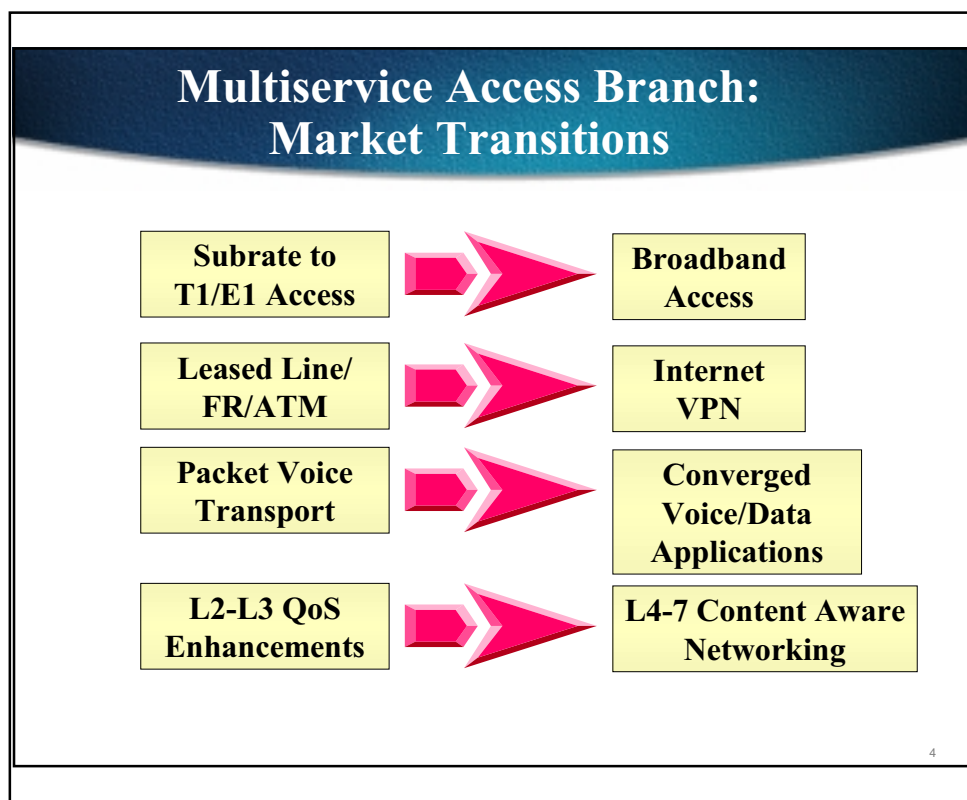 Multiservice Access Branch:
Market Transitions
Subrate to
T1/E1 Access
Broadband
Access
Leased Line/
FR/ATM
Internet
VPN
Packet Voice
Transport
Converged
Voice/Data
Applications
L2-L3 QoS
Enhancements
L4-7 Content Aware
Networking
4